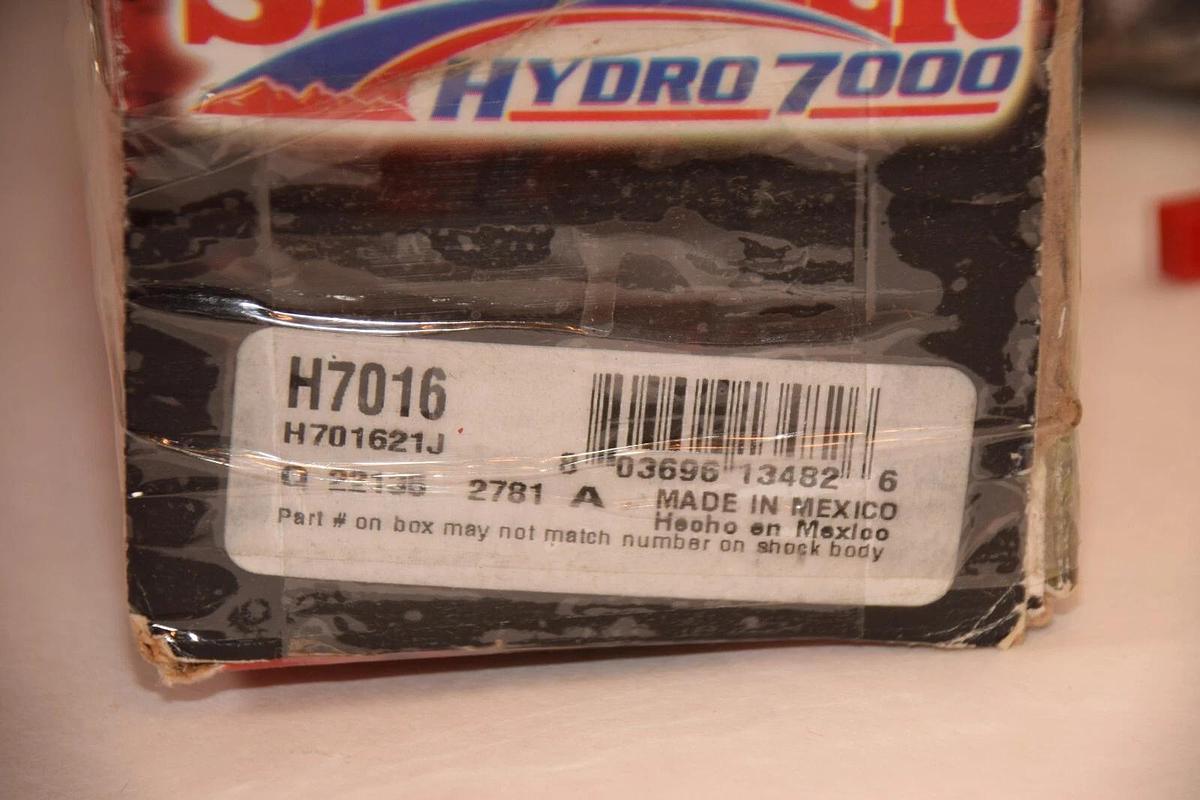 HYDRO 7000
H7016
H701621J
8 03696 13482 6
2781 A
MADE IN MEXICO
Hecho en Mexico
Part # on box may not match number on shock body